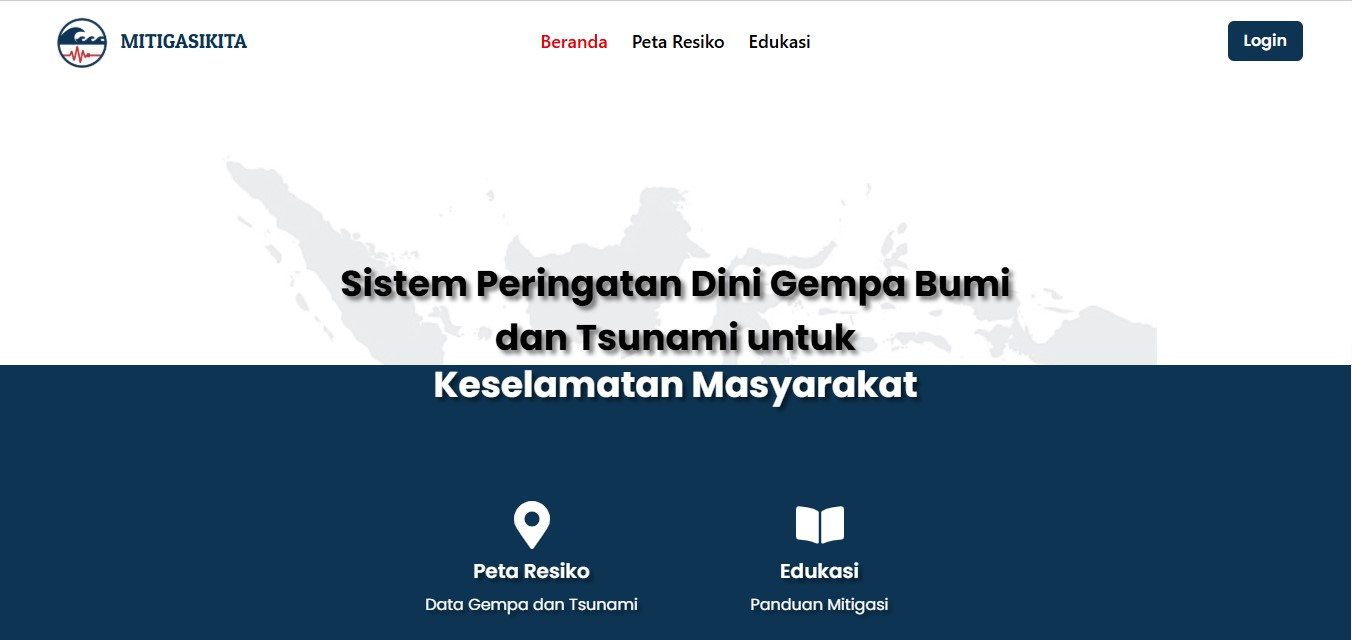 MITIGASIKITA
Beranda
Peta Resiko
Edukasi
Login
Sistem Peringatan Dini Gempa Bumi
dan Tsunami untuk
Keselamatan Masyarakat
Peta Resiko
Data Gempa dan Tsunami
Edukasi
Panduan Mitigasi